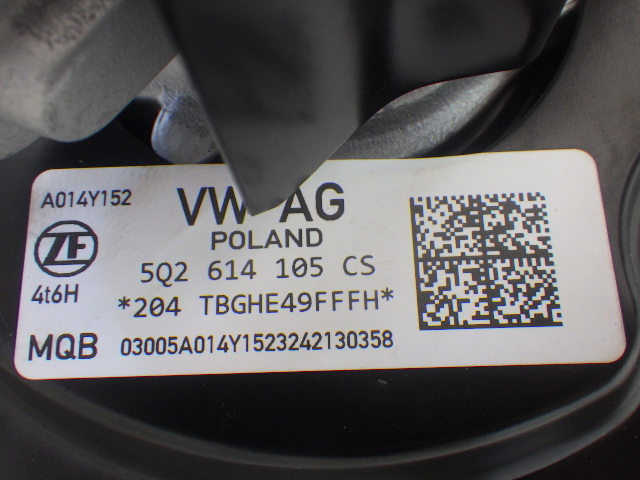 A014Y152
VW AG
ZF
POLAND
5Q2 614 105 CS
4t6H
*204 TBGHE49FFFH*
MQB 03005A014Y1523242130358